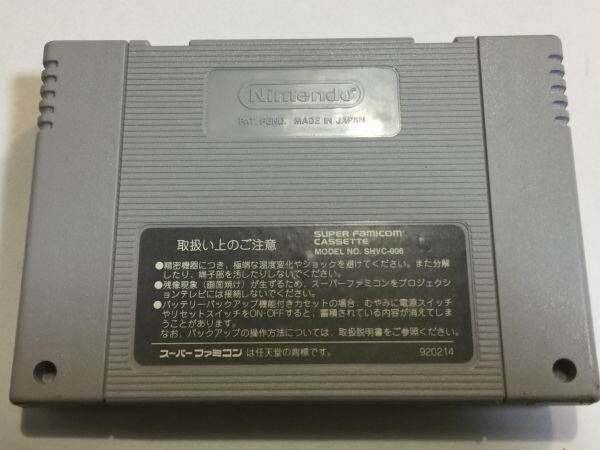 Nintendo®
PAT. PEND. MADE IN JAPAN
取扱い上のご注意
SUPER FAMICOM™
CASSETTE
MODEL NO. SHVC-006
●精密機器につき、極端な温度変化やショックを避けてください。また分解
したり、端子部を汚したりしないでください。
●残像現象（画面焼け）が生ずるため、スーパーファミコンをプロジェク
ションテレビには接続しないでください。
●バッテリーバックアップ機能付きカセットの場合、むやみに電源スイッチ
やリセットスイッチをON・OFFすると、蓄積されている内容が消えてしま
うことがあります。
なお、バックアップの操作方法については、取扱説明書をご参照ください。
スーパーファミコンは任天堂の商標です。
920214